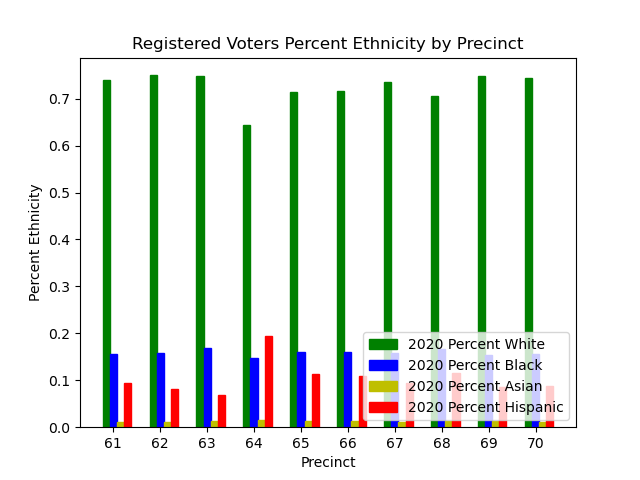 Registered Voters Percent Ethnicity by Precinct
0.7
0.6
0.5
0.4
0.3
0.2
0.1
0.0
Percent Ethnicity
2020 Percent White
2020 Percent Black
2020 Percent Asian
2020 Percent Hispanic
61 62 63 64 65 66 67 68 69 70
Precinct